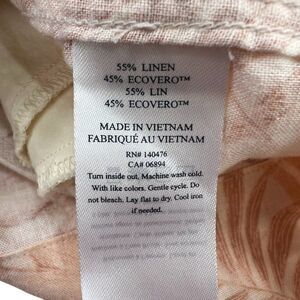 55% LINEN
45% ECOVERO™
55% LIN
45% ECOVERO™
MADE IN VIETNAM
FABRIQUÉ AU VIETNAM
RN# 140476
CA# 06894
Turn inside out. Machine wash cold.
With like colors. Gentle cycle. Do
not bleach. Lay flat to dry. Cool iron
if needed.